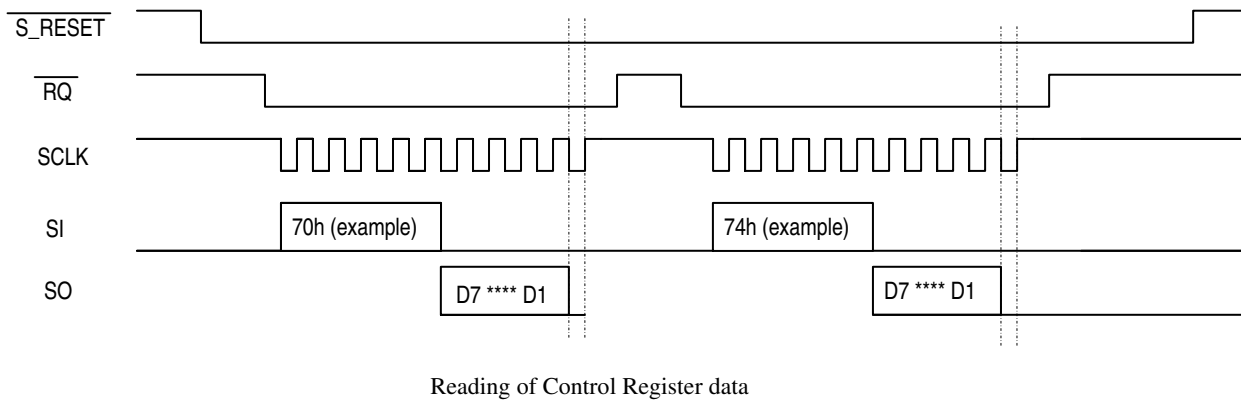 S_RESET
RQ
SCLK
SI
70h (example)
74h (example)
SO
D7 **** D1
D7 **** D1
Reading of Control Register data